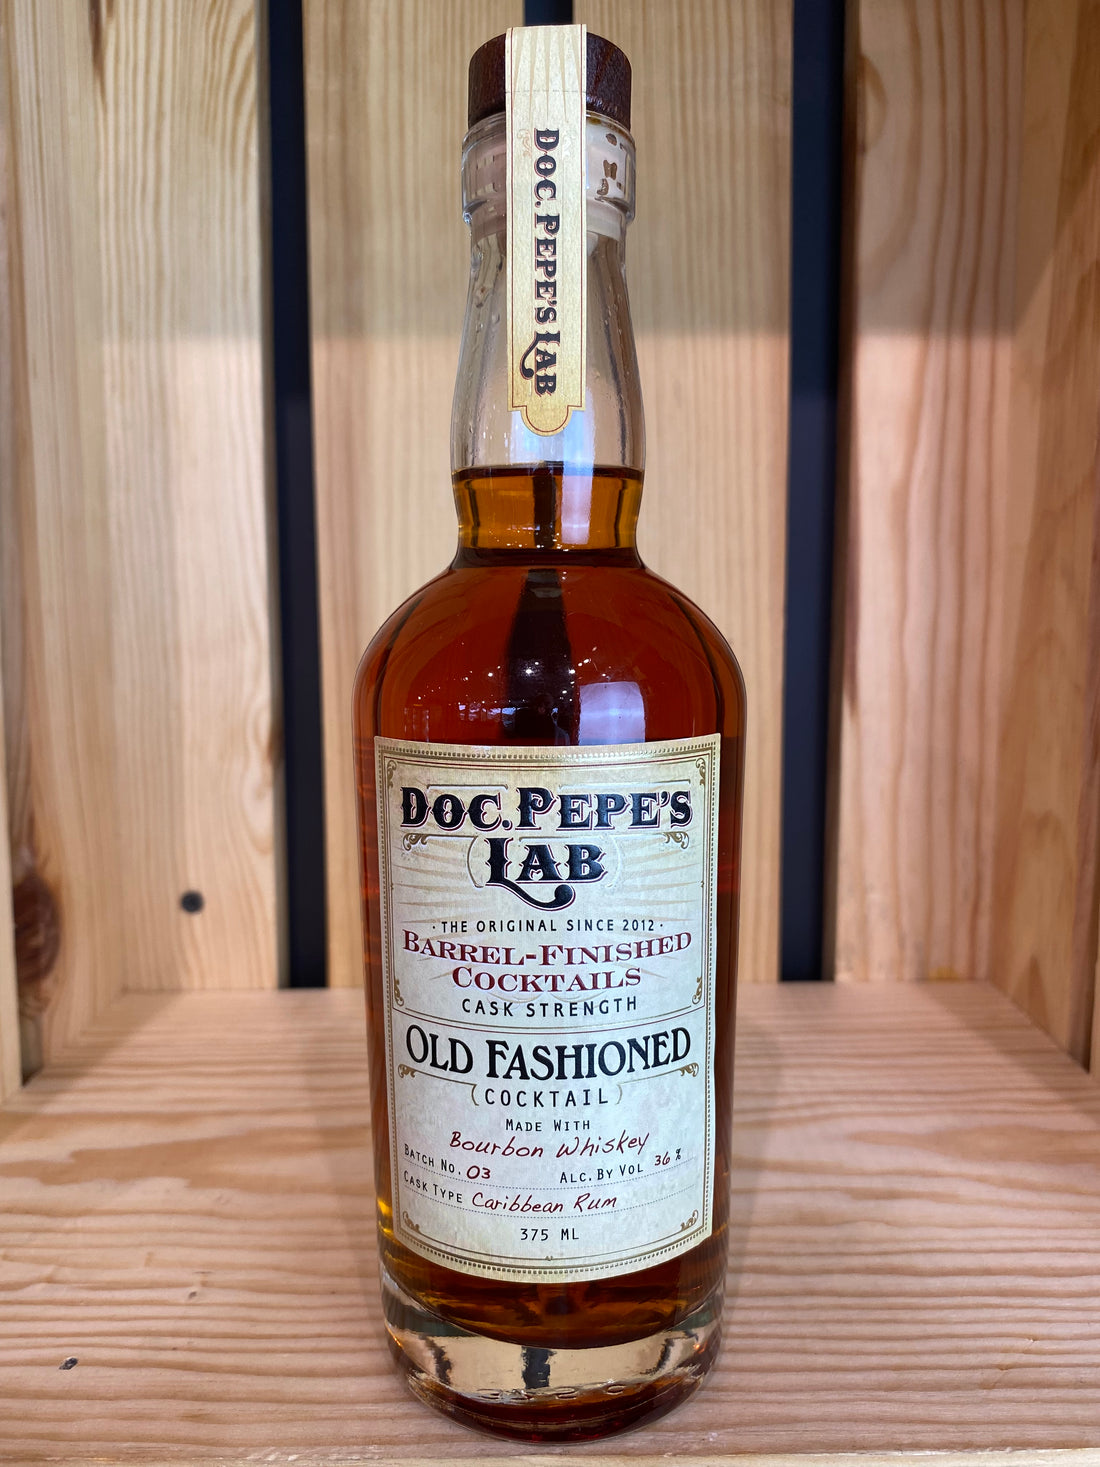 DOC. PEPE'S LAB
DOC. PEPE'S
LAB
· THE ORIGINAL SINCE 2012 ·
BARREL-FINISHED
COCKTAILS
CASK STRENGTH
OLD FASHIONED
(COCKTAIL)
MADE WITH
Bourbon Whiskey
BATCH NO. 03 ALC. BY VOL 36%
CASK TYPE Caribbean Rum
375 ML